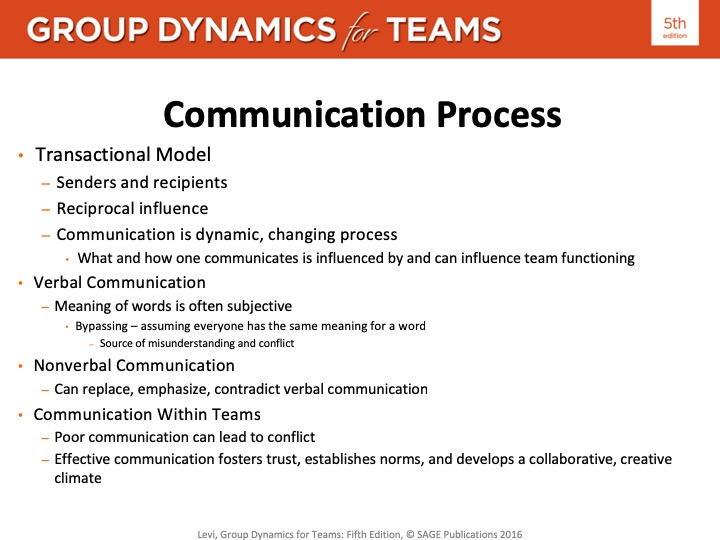 GROUP DYNAMICS for TEAMS
5th
edition
Communication Process
• Transactional Model
– Senders and recipients
– Reciprocal influence
– Communication is dynamic, changing process
• What and how one communicates is influenced by and can influence team functioning
• Verbal Communication
– Meaning of words is often subjective
• Bypassing – assuming everyone has the same meaning for a word
– Source of misunderstanding and conflict
• Nonverbal Communication
– Can replace, emphasize, contradict verbal communication
• Communication Within Teams
– Poor communication can lead to conflict
– Effective communication fosters trust, establishes norms, and develops a collaborative, creative
climate
Levi, Group Dynamics for Teams: Fifth Edition, © SAGE Publications 2016